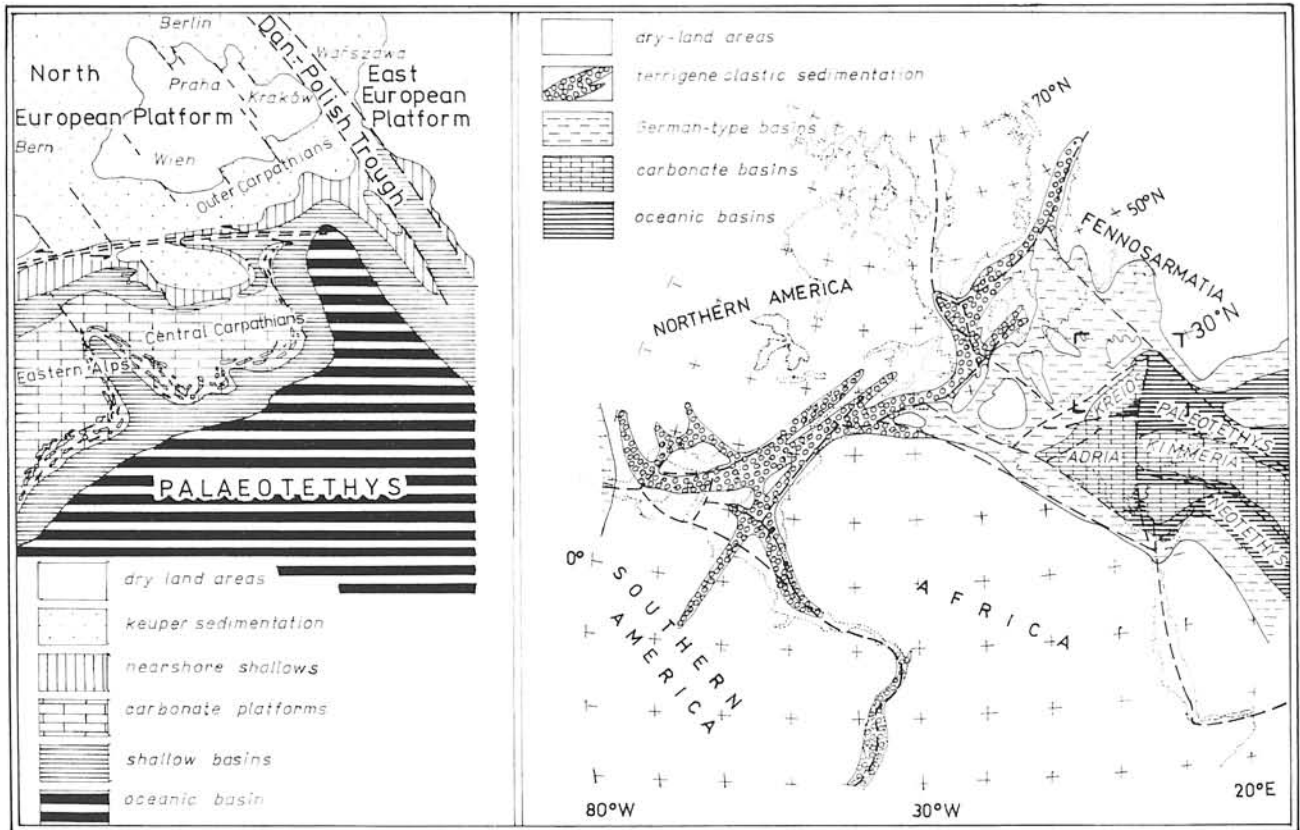 Berlin
North
European Platform
Praha
Warszawa
Dan.-Polish Trough
East
European
Platform
Kraków
Bern
Wien
Outer Carpathians
Central Carpathians
Eastern Alps
PALAEOTETHYS
dry land areas
keuper sedimentation
nearshore shallows
carbonate platforms
shallow basins
oceanic basin
dry-land areas
terrigene clastic sedimentation
German-type basins
carbonate basins
oceanic basins
70°N
50°N
FENNOSARMATIA
30°N
NORTHERN AMERICA
KREIOS
PALEOTETHYS
ADRIA
KIMMERIA
NEOTETHYS
0°
SOUTHERN
AMERICA
AFRICA
80°W
30°W
20°E